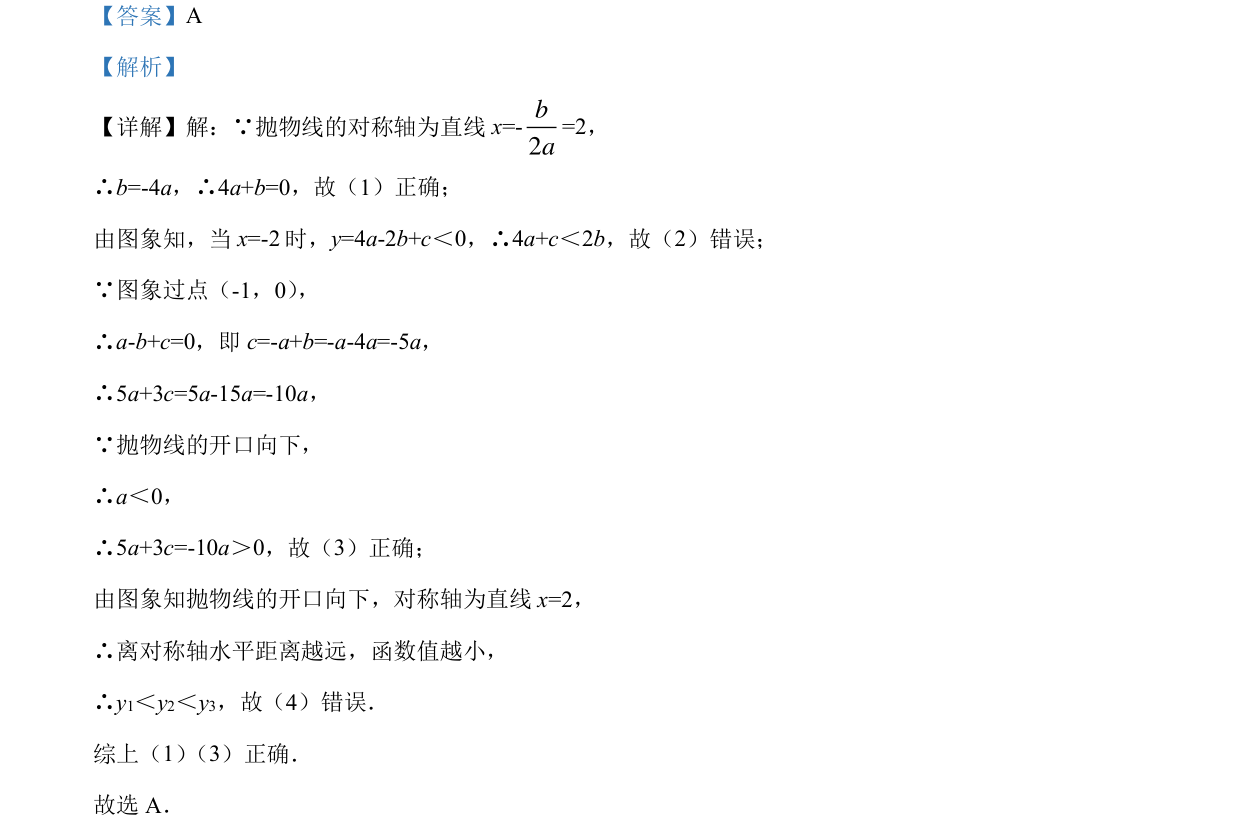 【答案】A
【解析】
【详解】解：∵抛物线的对称轴为直线 x=-b/2a=2，
∴b=-4a，∴4a+b=0，故（1）正确；
由图象知，当 x=-2 时，y=4a-2b+c＜0，∴4a+c＜2b，故（2）错误；
∵图象过点（-1，0），
∴a-b+c=0，即 c=-a+b=-a-4a=-5a，
∴5a+3c=5a-15a=-10a，
∵抛物线的开口向下，
∴a＜0，
∴5a+3c=-10a＞0，故（3）正确；
由图象知抛物线的开口向下，对称轴为直线 x=2，
∴离对称轴水平距离越远，函数值越小，
∴y₁＜y₂＜y₃，故（4）错误．
综上（1）（3）正确．
故选 A．